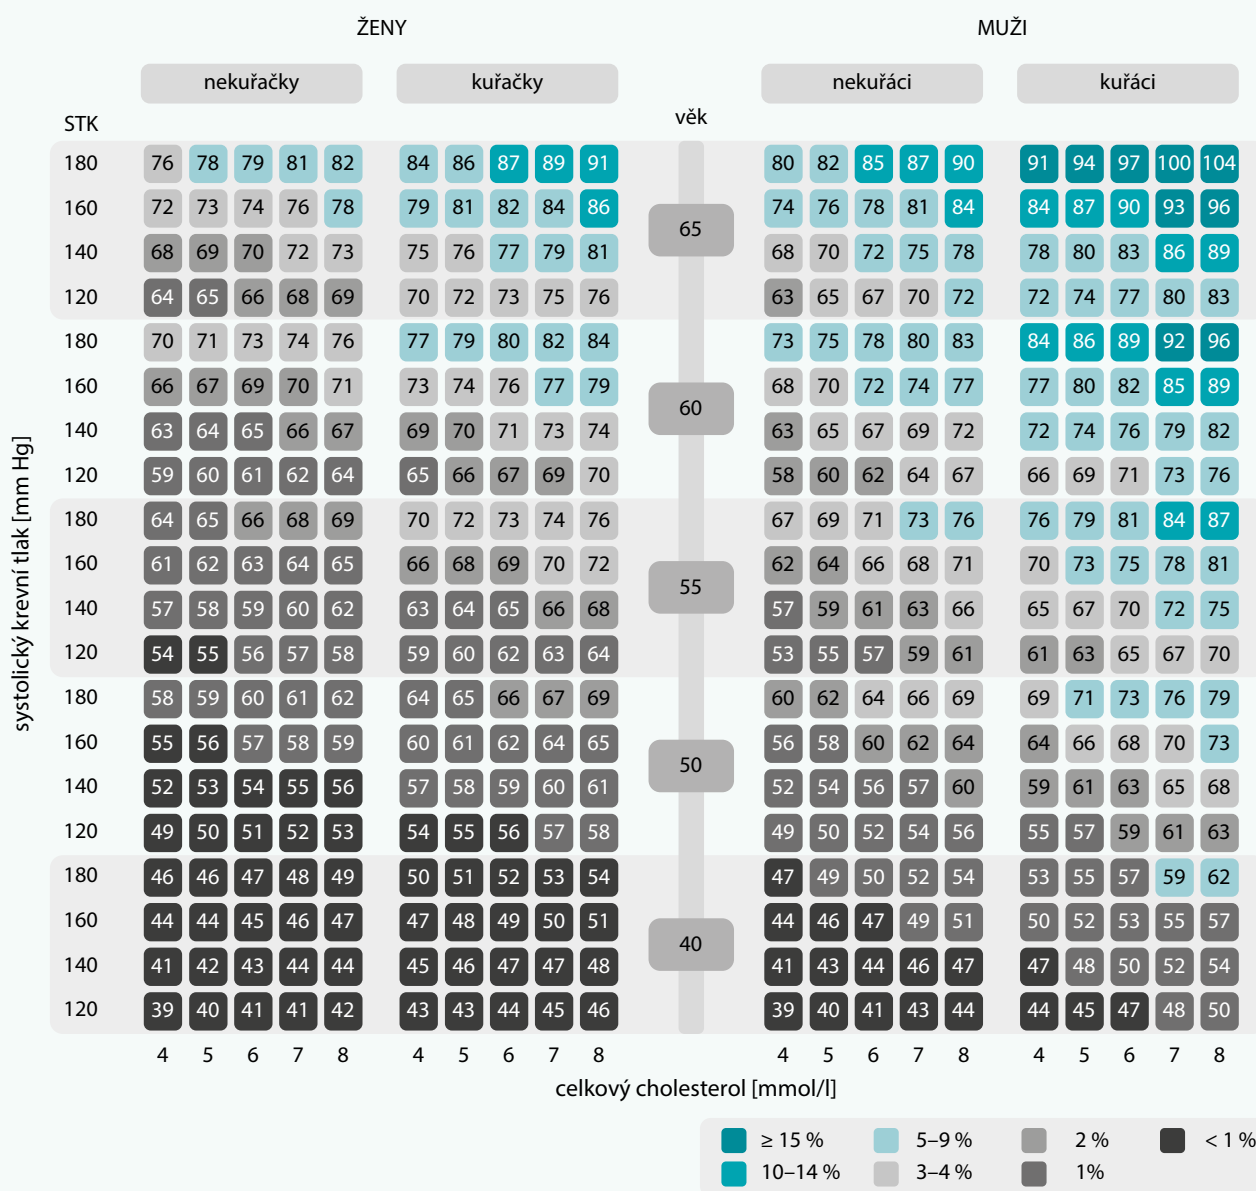 ŽENY MUŽI
nekuřačky kuřačky nekuřáci kuřáci
STK věk
180 76 78 79 81 82 84 86 87 89 91 80 82 85 87 90 91 94 97 100 104
160 72 73 74 76 78 79 81 82 84 86 74 76 78 81 84 84 87 90 93 96
65
140 68 69 70 72 73 75 76 77 79 81 68 70 72 75 78 78 80 83 86 89
120 64 65 66 68 69 70 72 73 75 76 63 65 67 70 72 72 74 77 80 83
180 70 71 73 74 76 77 79 80 82 84 73 75 78 80 83 84 86 89 92 96
160 66 67 69 70 71 73 74 76 77 79 68 70 72 74 77 77 80 82 85 89
60
140 63 64 65 66 67 69 70 71 73 74 63 65 67 69 72 72 74 76 79 82
120 59 60 61 62 64 65 66 67 69 70 58 60 62 64 67 66 69 71 73 76
180 64 65 66 68 69 70 72 73 74 76 67 69 71 73 76 76 79 81 84 87
160 61 62 63 64 65 66 68 69 70 72 62 64 66 68 71 70 73 75 78 81
55
140 57 58 59 60 62 63 64 65 66 68 57 59 61 63 66 65 67 70 72 75
120 54 55 56 57 58 59 60 62 63 64 53 55 57 59 61 61 63 65 67 70
180 58 59 60 61 62 64 65 66 67 69 60 62 64 66 69 69 71 73 76 79
160 55 56 57 58 59 60 61 62 64 65 56 58 60 62 64 64 66 68 70 73
50
140 52 53 54 55 56 57 58 59 60 61 52 54 56 57 60 59 61 63 65 68
120 49 50 51 52 53 54 55 56 57 58 49 50 52 54 56 55 57 59 61 63
180 46 46 47 48 49 50 51 52 53 54 47 49 50 52 54 53 55 57 59 62
160 44 44 45 46 47 47 48 49 50 51 44 46 47 49 51 50 52 53 55 57
40
140 41 42 43 44 44 45 46 47 47 48 41 43 44 46 47 47 48 50 52 54
120 39 40 41 41 42 43 43 44 45 46 39 40 41 43 44 44 45 47 48 50
4 5 6 7 8 4 5 6 7 8 4 5 6 7 8 4 5 6 7 8
systolický krevní tlak [mm Hg]
celkový cholesterol [mmol/l]
≥ 15 % 5–9 % 2 % < 1 %
10–14 % 3–4 % 1%